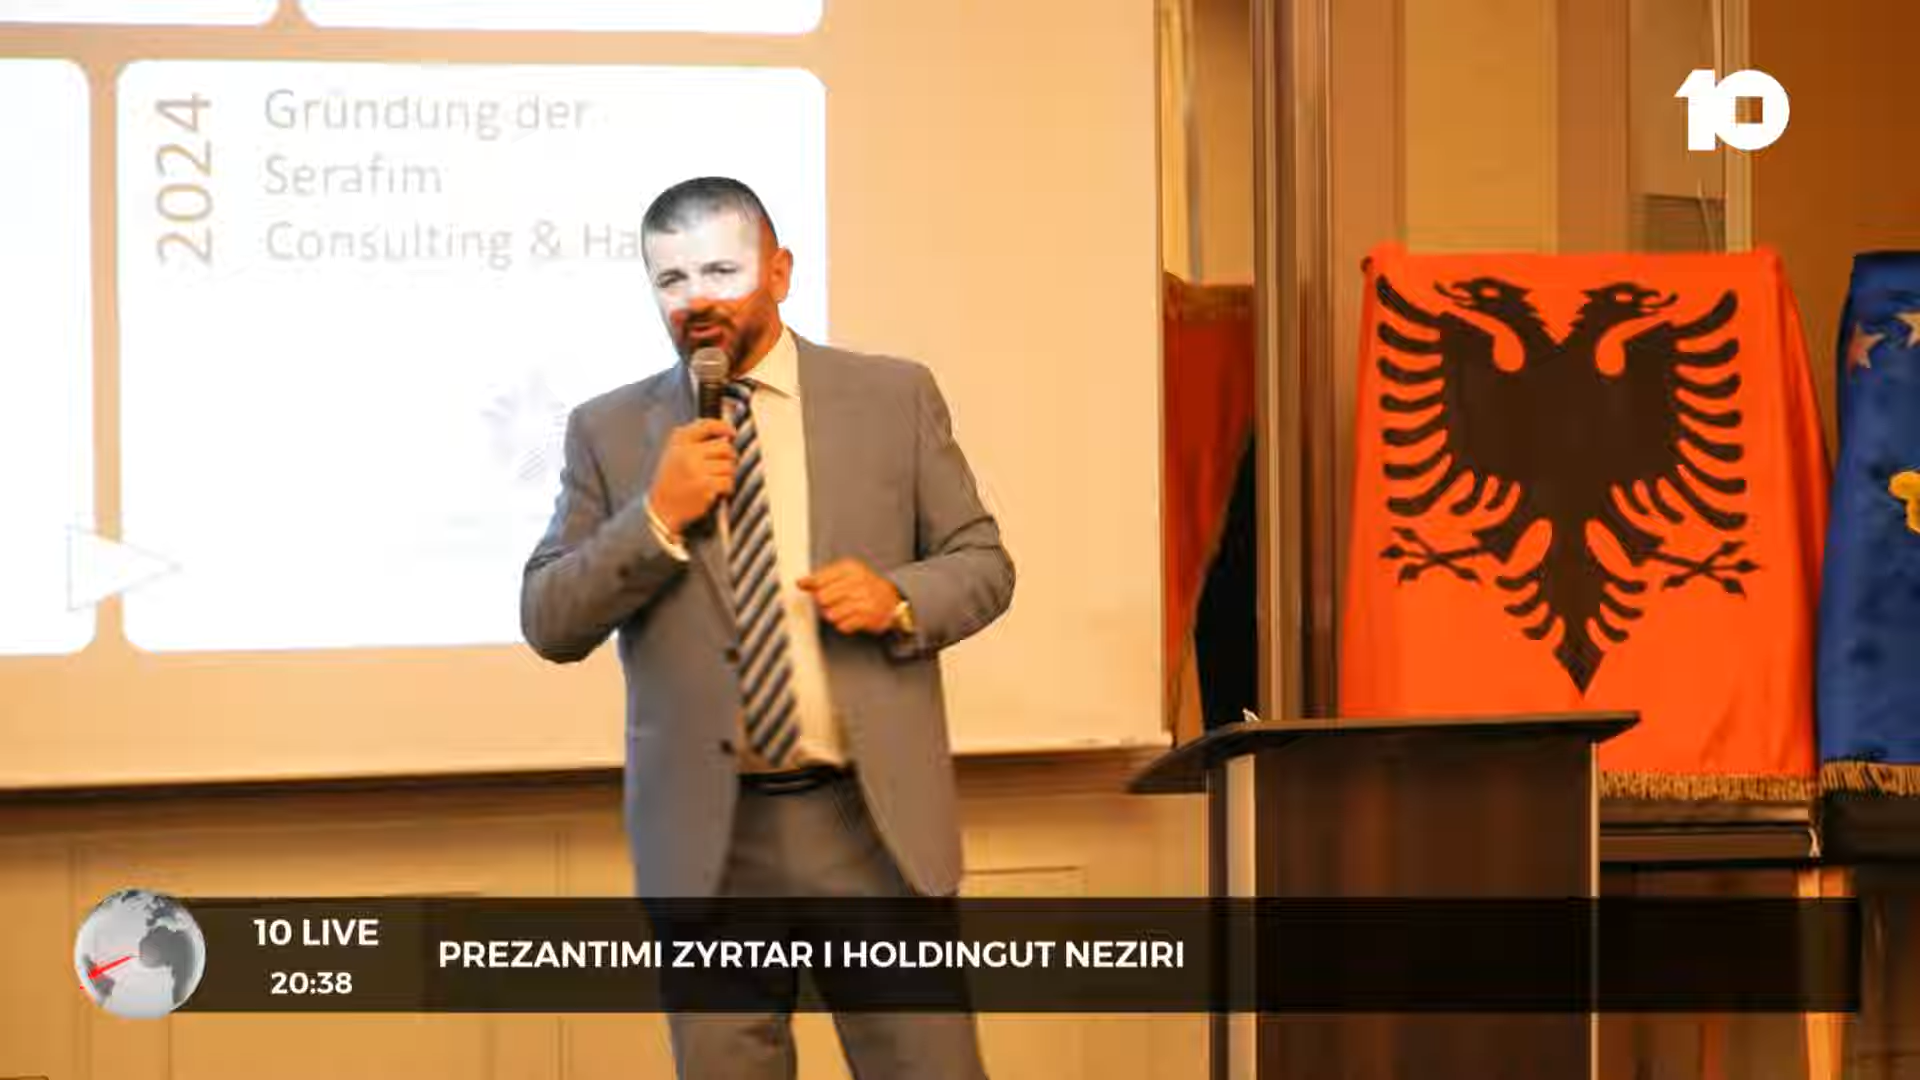 2024
Gründung der
Serafim
Consulting & Ha
10
10 LIVE
20:38
PREZANTIMI ZYRTAR I HOLDINGUT NEZIRI